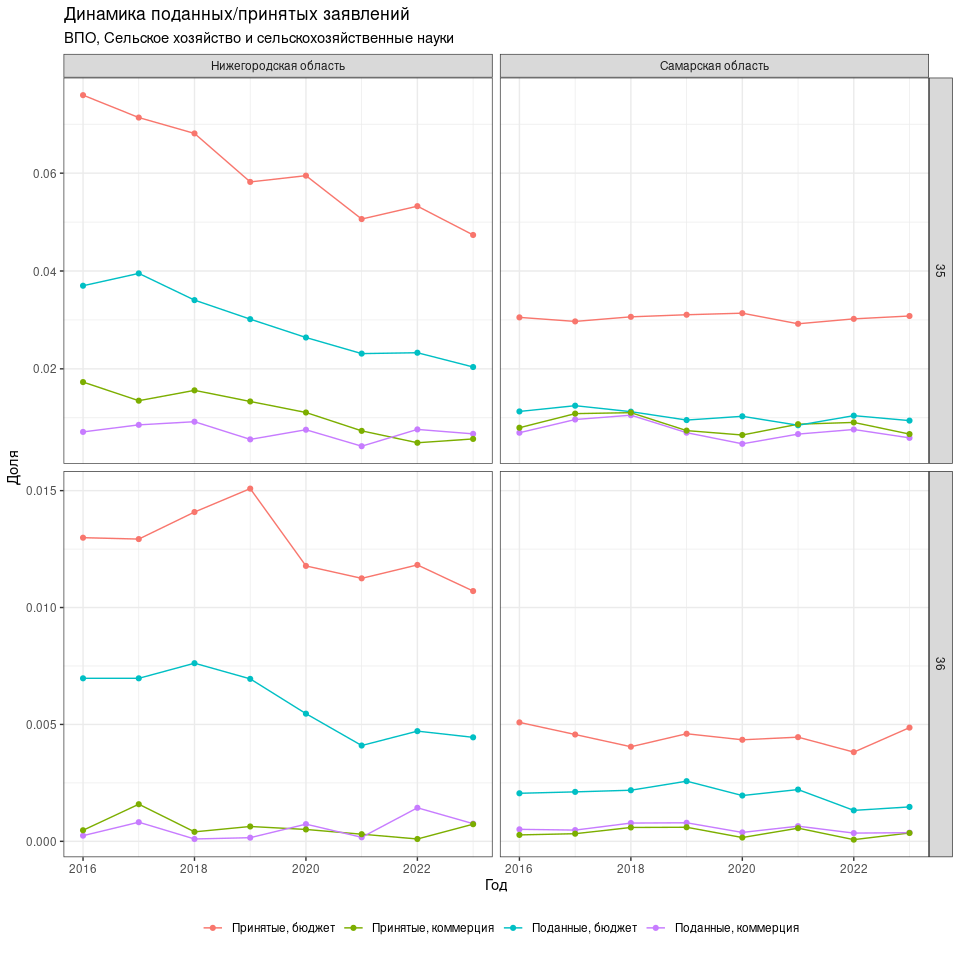 Динамика поданных/принятых заявлений
ВПО, Сельское хозяйство и сельскохозяйственные науки
Нижегородская область
Самарская область
0.06
0.04
0.02
35
Доля
0.015
0.010
0.005
0.000
36
2016 2018 2020 2022
2016 2018 2020 2022
Год
Принятые, бюджет Принятые, коммерция Поданные, бюджет Поданные, коммерция